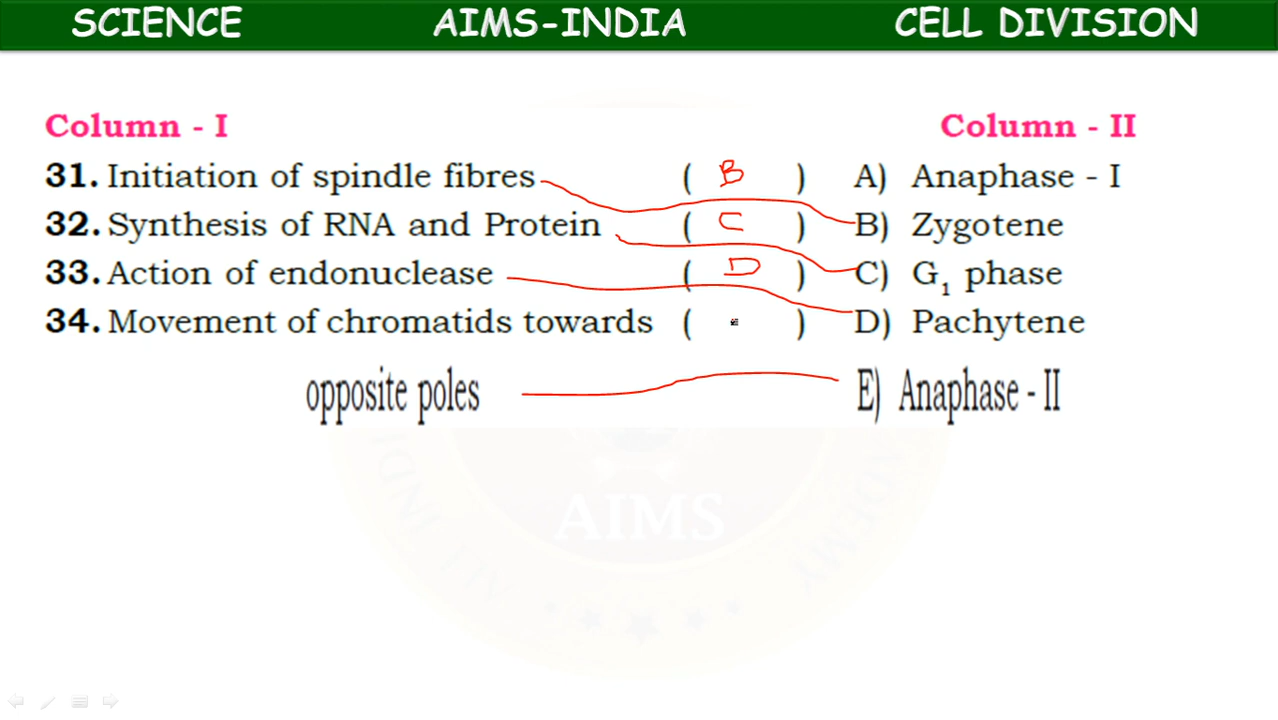 SCIENCE AIMS-INDIA CELL DIVISION
Column - I Column - II
31. Initiation of spindle fibres ( B ) A) Anaphase - I
32. Synthesis of RNA and Protein ( C ) B) Zygotene
33. Action of endonuclease ( D ) C) G₁ phase
34. Movement of chromatids towards ( ) D) Pachytene
opposite poles E) Anaphase - II
AIMS